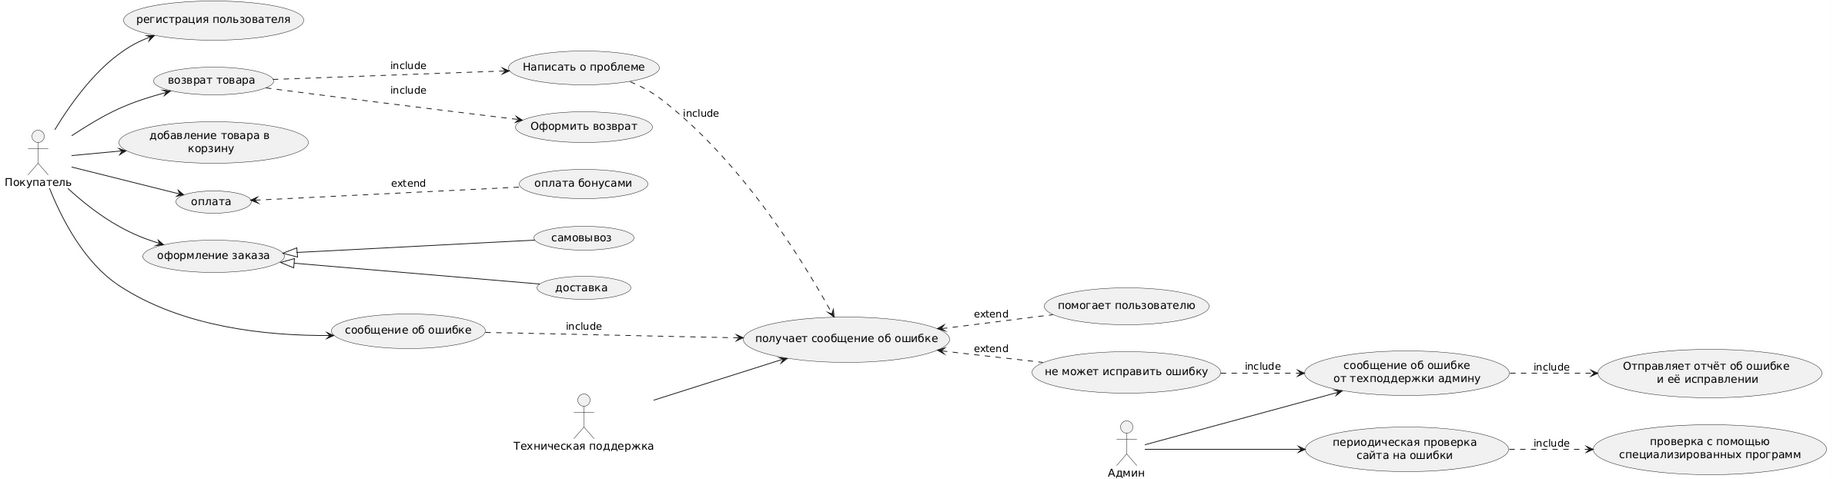 регистрация пользователя
возврат товара
include
include
Написать о проблеме
Оформить возврат
include
добавление товара в
корзину
Покупатель
оплата
extend
оплата бонусами
оформление заказа
самовывоз
доставка
сообщение об ошибке
include
получает сообщение об ошибке
extend
помогает пользователю
extend
не может исправить ошибку
include
сообщение об ошибке
от техподдержки админу
include
Отправляет отчёт об ошибке
и её исправлении
Техническая поддержка
Админ
периодическая проверка
сайта на ошибки
include
проверка с помощью
специализированных программ